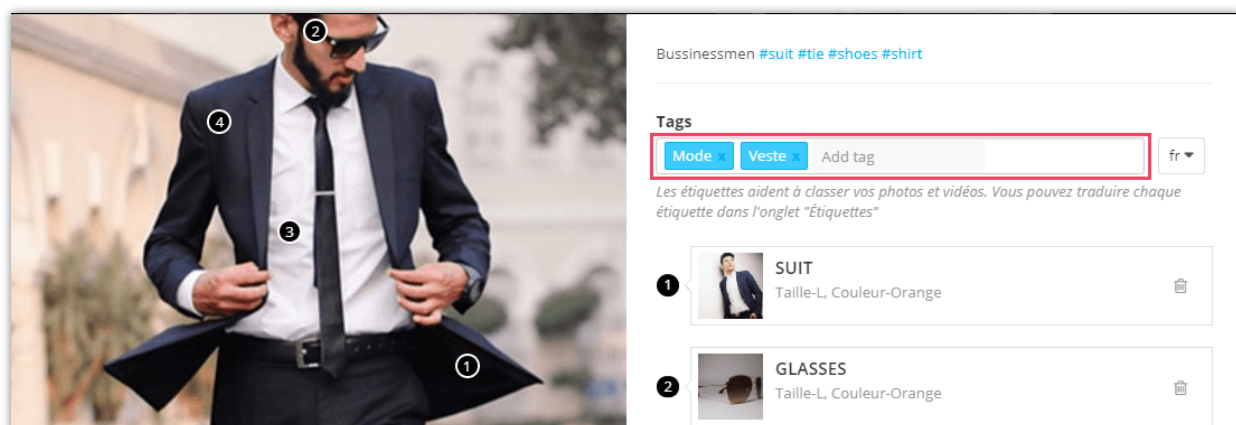 Bussinessmen #suit #tie #shoes #shirt
Tags
Mode x Veste x Add tag fr
Les étiquettes aident à classer vos photos et vidéos. Vous pouvez traduire chaque
étiquette dans l'onglet "Étiquettes"
2
4
3
1
1 SUIT
Taille-L, Couleur-Orange
2 GLASSES
Taille-L, Couleur-Orange